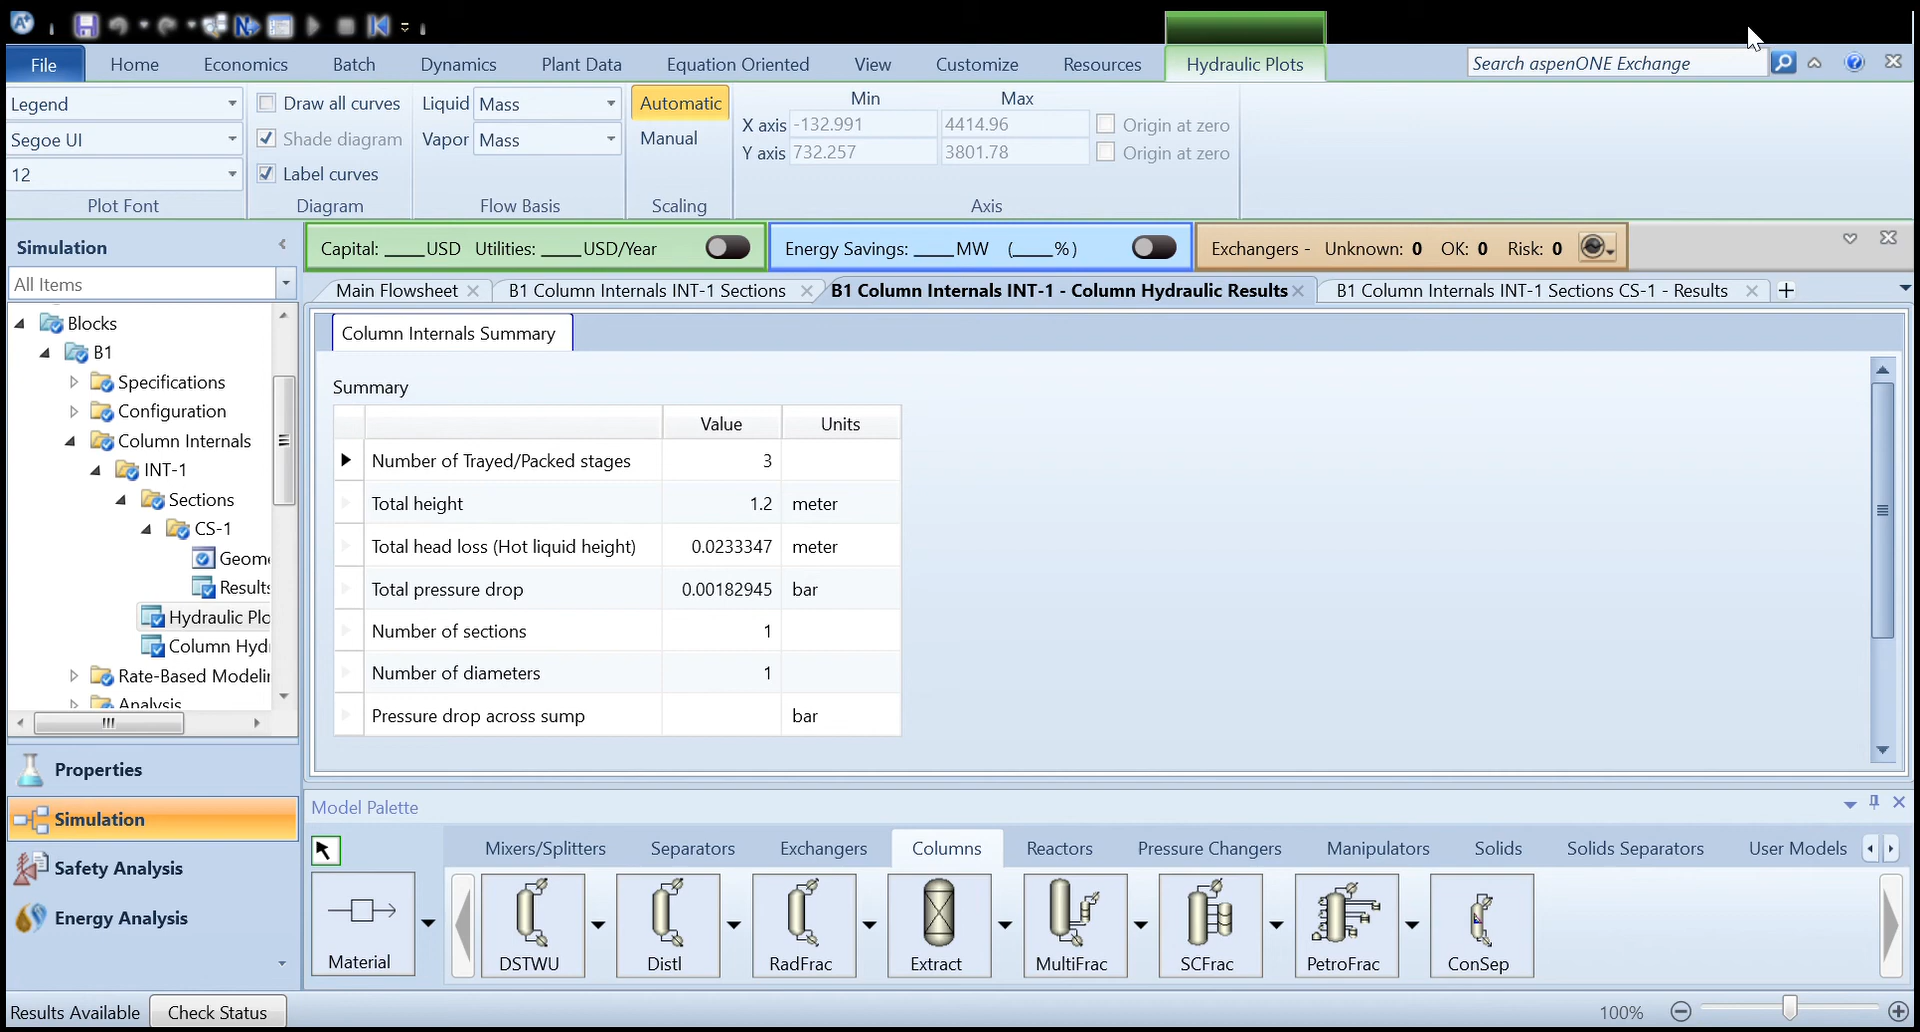 File Home Economics Batch Dynamics Plant Data Equation Oriented View Customize Resources Hydraulic Plots Search aspenONE Exchange
Legend Draw all curves Liquid Mass Automatic Min Max
Segoe UI Shade diagram Vapor Mass Manual X axis -132.991 4414.96 Origin at zero
12 Label curves Y axis 732.257 3801.78 Origin at zero
Plot Font Diagram Flow Basis Scaling Axis
Simulation Capital: ____USD Utilities: ____USD/Year Energy Savings: ____MW (____%) Exchangers - Unknown: 0 OK: 0 Risk: 0
All Items Main Flowsheet B1 Column Internals INT-1 Sections B1 Column Internals INT-1 - Column Hydraulic Results B1 Column Internals INT-1 Sections CS-1 - Results
Blocks
B1
Specifications
Configuration
Column Internals
INT-1
Sections
CS-1
Geome
Results
Hydraulic Plo
Column Hydr
Rate-Based Modelin
Analysis
Column Internals Summary
Summary
Value Units
Number of Trayed/Packed stages 3
Total height 1.2 meter
Total head loss (Hot liquid height) 0.0233347 meter
Total pressure drop 0.00182945 bar
Number of sections 1
Number of diameters 1
Pressure drop across sump bar
Properties
Simulation
Safety Analysis
Energy Analysis
Model Palette
Mixers/Splitters Separators Exchangers Columns Reactors Pressure Changers Manipulators Solids Solids Separators User Models
Material DSTWU Distl RadFrac Extract MultiFrac SCFrac PetroFrac ConSep
Results Available Check Status 100%